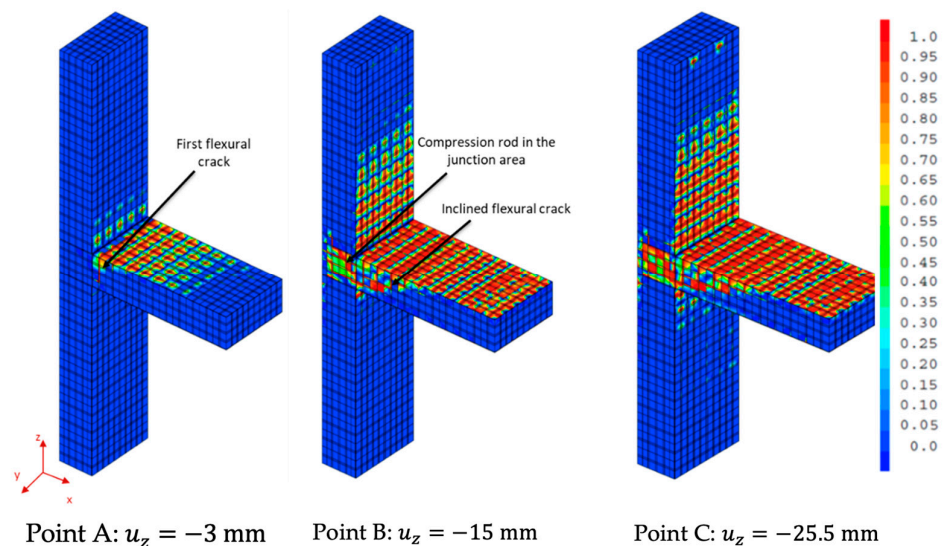 First flexural
crack
Compression rod in the
junction area
Inclined flexural crack
1.0
0.95
0.90
0.85
0.80
0.75
0.70
0.65
0.60
0.55
0.50
0.45
0.40
0.35
0.30
0.25
0.20
0.15
0.10
0.05
0.0
z
y
x
Point A: u_z = −3 mm
Point B: u_z = −15 mm
Point C: u_z = −25.5 mm